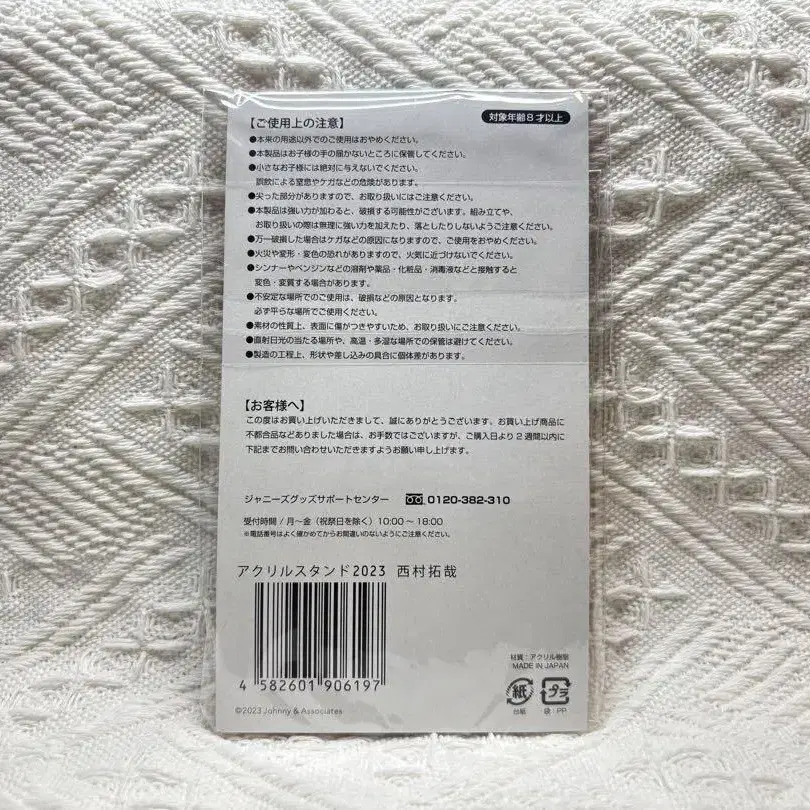 【ご使用上の注意】
対象年齢8才以上
●本来の用途以外でのご使用はおやめください。
●本製品はお子様の手の届かないところに保管してください。
●小さなお子様には絶対に与えないでください。
誤飲による窒息やケガなどの危険があります。
●尖った部分がありますので、お取り扱いにはご注意ください。
●本製品は強い力が加わると、破損する可能性がございます。組み立てや、
お取り扱いの際は無理に強い力を加えたり、落としたりしないようご注意ください。
●万一破損した場合はケガなどの原因になりますので、ご使用をおやめください。
●火災や変形・変色の恐れがありますので、火気に近づけないでください。
●シンナーやベンジンなどの溶剤や薬品・化粧品・消毒液などと接触すると
変色・変質する場合があります。
●不安定な場所でのご使用は、破損などの原因となります。
必ず平らな場所でご使用ください。
●素材の性質上、表面に傷がつきやすいため、お取り扱いにご注意ください。
●直射日光の当たる場所や、高温・多湿な場所での保管は避けてください。
●製造の工程上、形状や差し込みの具合に個体差があります。
【お客様へ】
この度はお買い上げいただきまして、誠にありがとうございます。お買い上げ商品に
不都合品などありました場合は、お手数ではございますが、ご購入日より2週間以内に
下記までお問い合わせいただきますようお願い申し上げます。
ジャニーズグッズサポートセンター 0120-382-310
受付時間/月〜金(祝祭日を除く)10:00〜18:00
※電話番号はよく確かめてからお間違いのないようにご注意ください。
アクリルスタンド2023 西村拓哉
4 582601 906197
©2023 Johnny & Associates
材質:アクリル樹脂
MADE IN JAPAN
紙 プラ
台紙 袋:PP